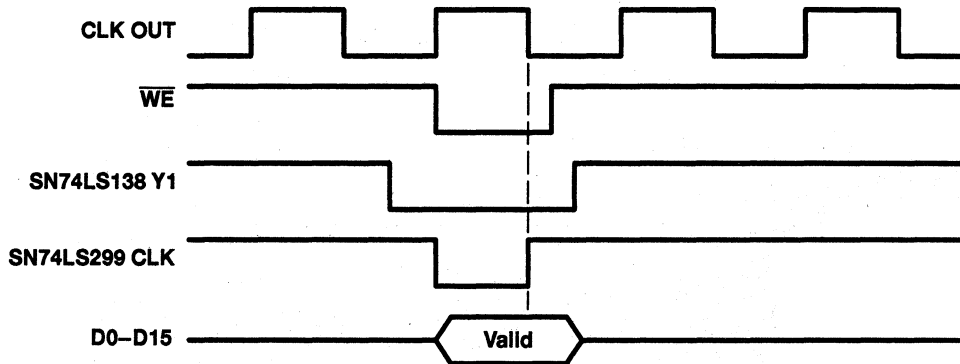 CLK OUT
WE
SN74LS138 Y1
SN74LS299 CLK
D0–D15 Valid